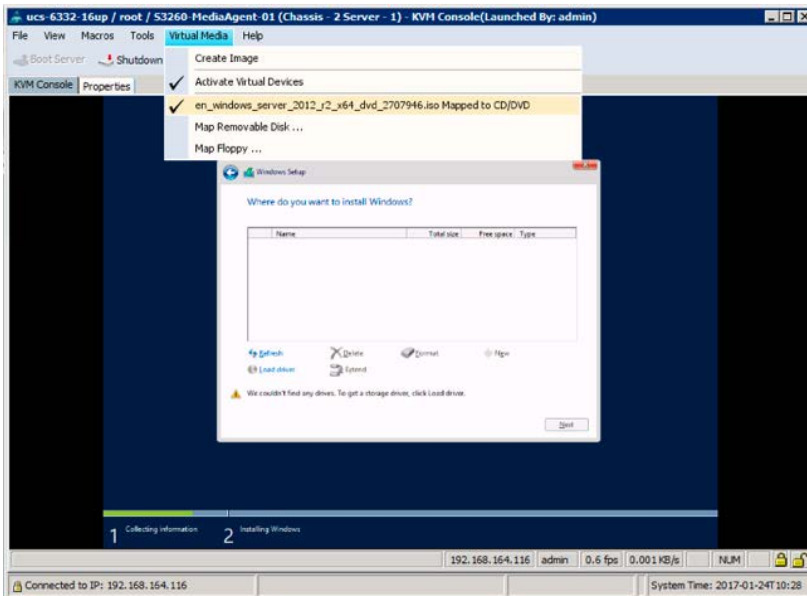 ucs-6332-16up / root / S3260-MediaAgent-01 (Chassis - 2 Server - 1) - KVM Console(Launched By: admin)
File View Macros Tools Virtual Media Help
Boot Server Shutdown
Create Image
KVM Console Properties
Activate Virtual Devices
en_windows_server_2012_r2_x64_dvd_2707946.iso Mapped to CD/DVD
Map Removable Disk ...
Map Floppy ...
Windows Setup
Where do you want to install Windows?
Name Total size Free space Type
Refresh Delete Format New
Load driver Extend
We couldn't find any drives. To get a storage driver, click Load driver.
Next
1 Collecting information 2 Installing Windows
192.168.164.116 admin 0.6 fps 0.001 KB/s NUM
Connected to IP: 192.168.164.116 System Time: 2017-01-24T10:28